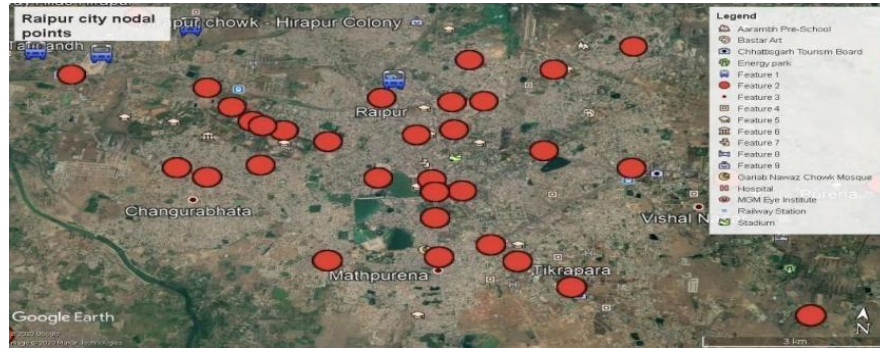 Raipur city nodal
points
pur chowk - Hirapur Colony
Raipur
Changurabhata
Mathpurena
Tikrapara
Vishal N
Google Earth
3 km
N
Legend
Aarambh Pre-School
Bastar Art
Chhattisgarh Tourism Board
Energy park
Feature 1
Feature 2
Feature 3
Feature 4
Feature 5
Feature 6
Feature 7
Feature 8
Feature 9
Gariab Nawaz Chowk Mosque
Hospital
MGM Eye Institute
Railway Station
Stadium